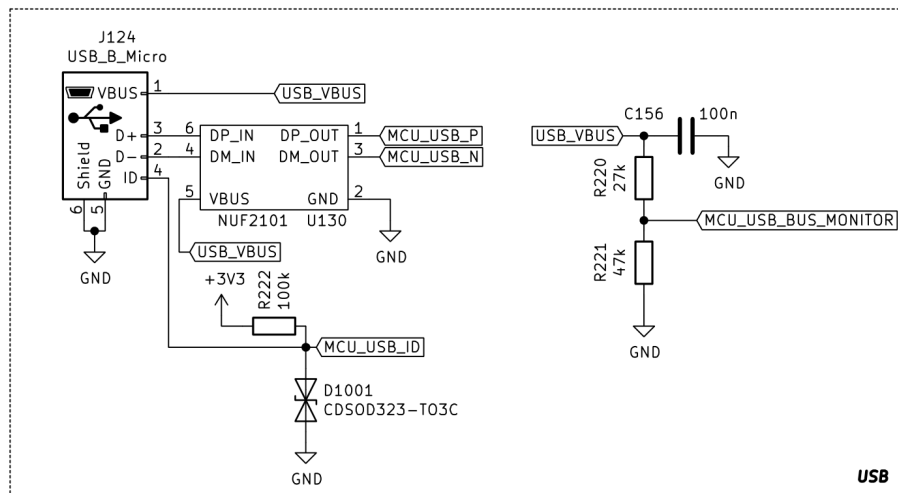 J124
USB_B_Micro
VBUS 1
USB_VBUS
D+ 3
6 DP_IN
DP_OUT 1
MCU_USB_P
D- 2
4 DM_IN
DM_OUT 3
MCU_USB_N
ID 4
Shield
GND
6
5
5 VBUS
GND 2
NUF2101
U130
GND
GND
USB_VBUS
+3V3
R222
100k
MCU_USB_ID
D1001
CDSOD323-TO3C
GND
C156
100n
USB_VBUS
GND
R220
27k
MCU_USB_BUS_MONITOR
R221
47k
GND
USB